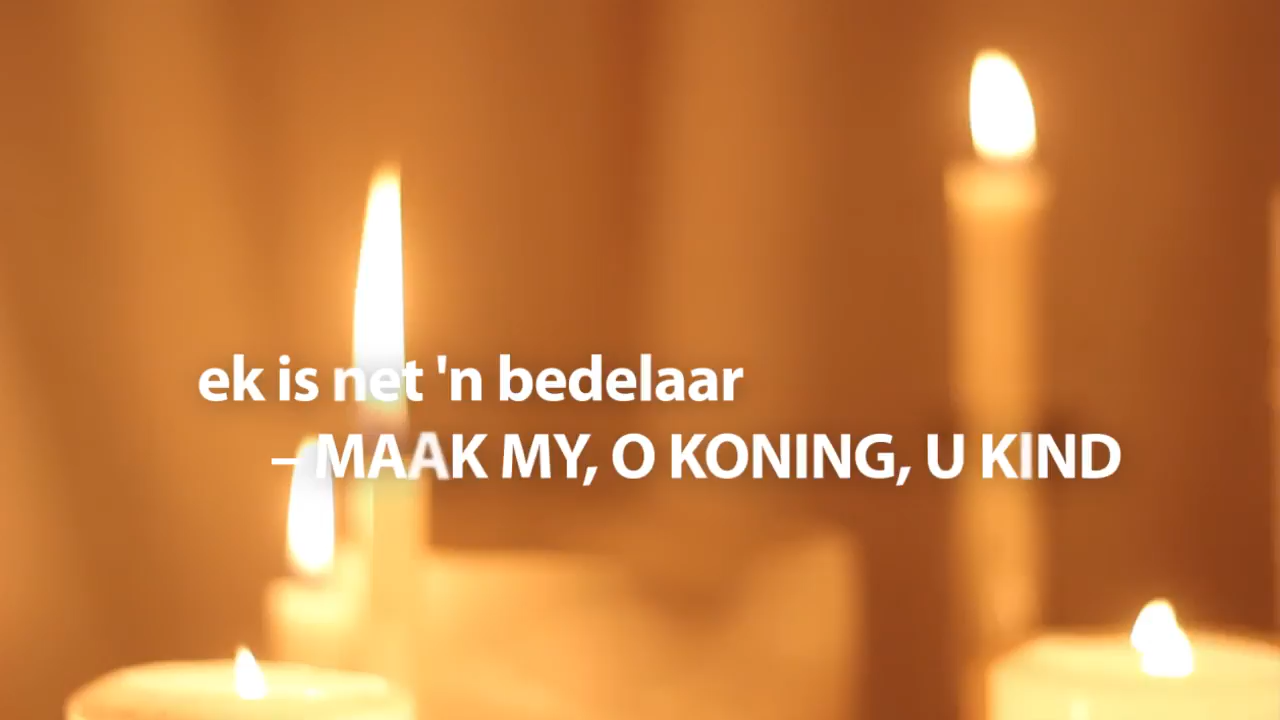 ek is net 'n bedelaar
– MAAK MY, O KONING, U KIND